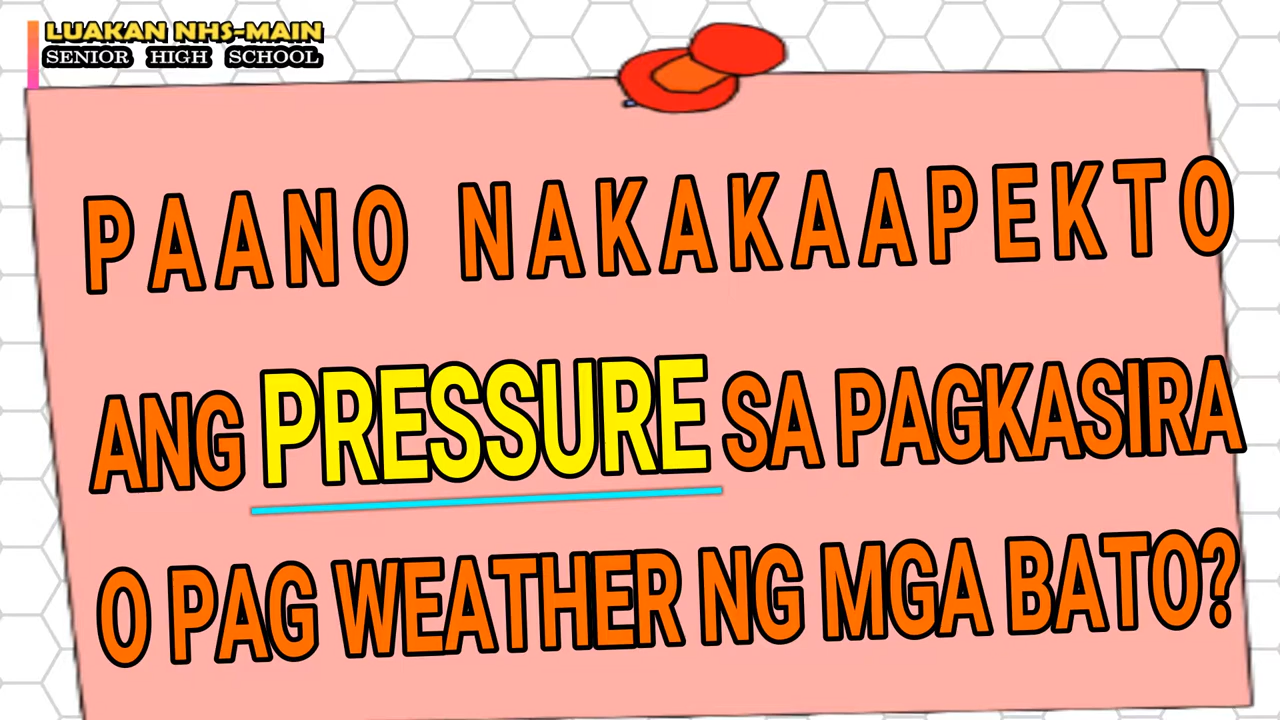 LUAKAN NHS-MAIN
SENIOR HIGH SCHOOL
PAANO NAKAKAAPEKTO
ANG PRESSURE SA PAGKASIRA
O PAG WEATHER NG MGA BATO?